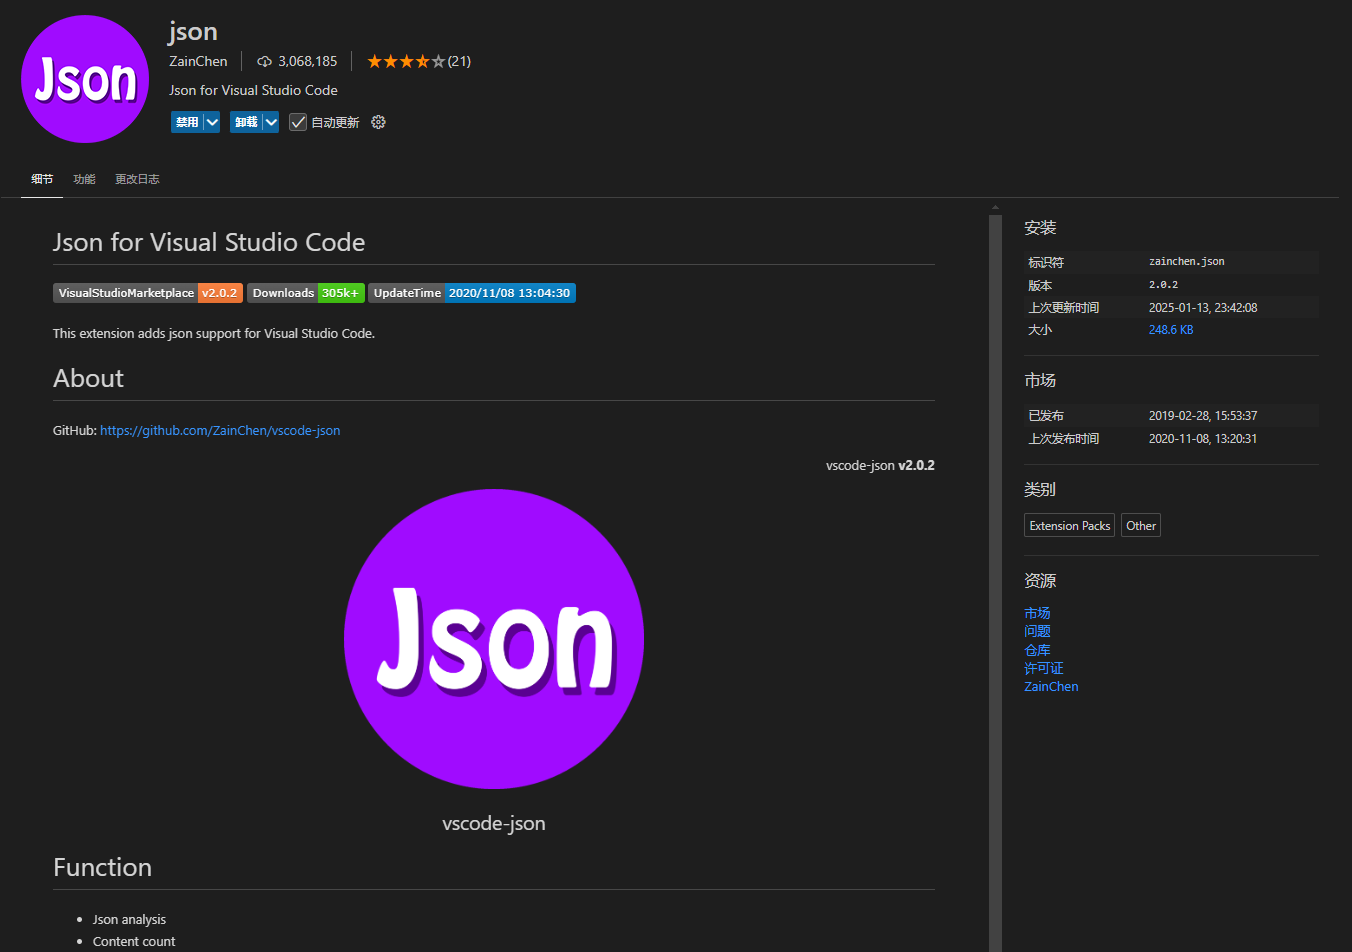 Json
json
ZainChen 3,068,185 (21)
Json for Visual Studio Code
禁用 卸载 自动更新
细节 功能 更改日志
Json for Visual Studio Code
VisualStudioMarketplace v2.0.2 Downloads 305k+ UpdateTime 2020/11/08 13:04:30
This extension adds json support for Visual Studio Code.
About
GitHub: https://github.com/ZainChen/vscode-json
vscode-json v2.0.2
Json
vscode-json
Function
• Json analysis
• Content count
安装
标识符 zainchen.json
版本 2.0.2
上次更新时间 2025-01-13, 23:42:08
大小 248.6 KB
市场
已发布 2019-02-28, 15:53:37
上次发布时间 2020-11-08, 13:20:31
类别
Extension Packs Other
资源
市场
问题
仓库
许可证
ZainChen